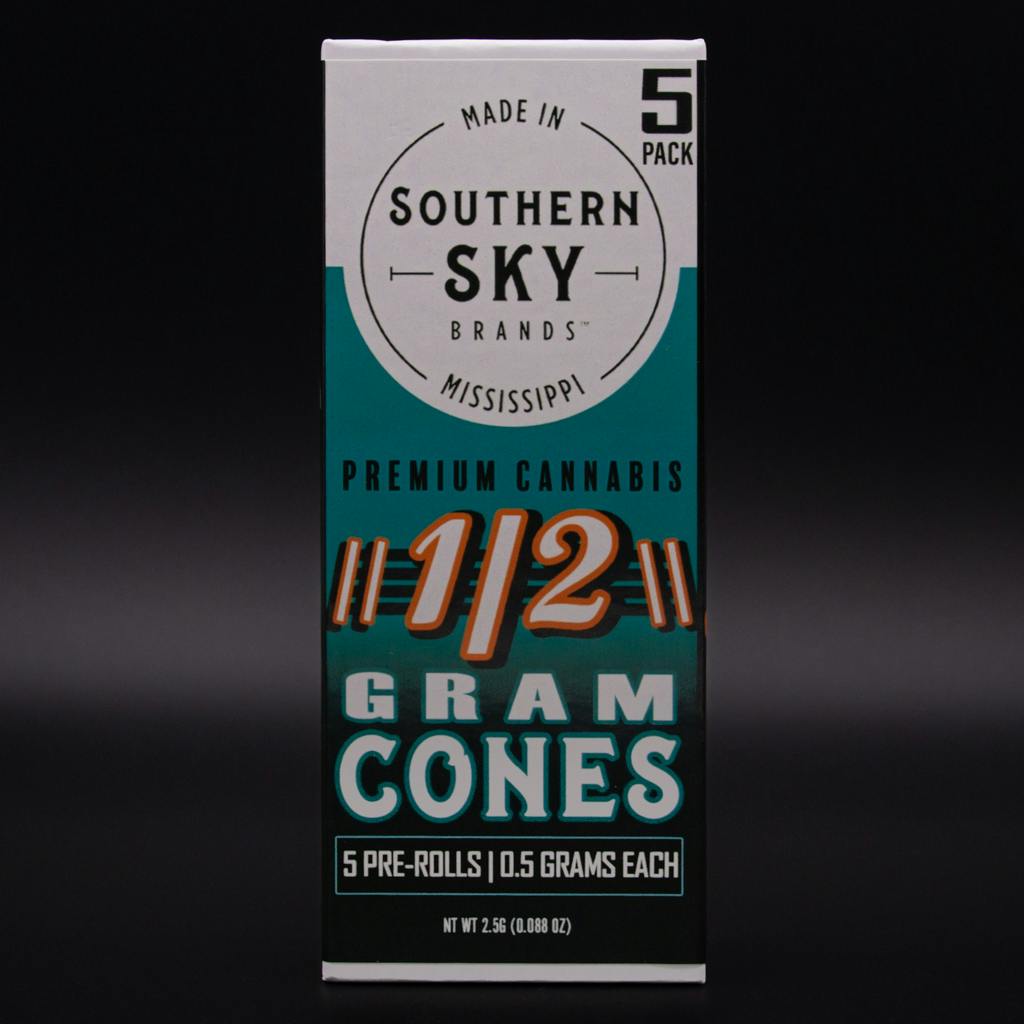 5
PACK
MADE IN
SOUTHERN
SKY
BRANDS™
MISSISSIPPI
PREMIUM CANNABIS
1/2
GRAM
CONES
5 PRE-ROLLS | 0.5 GRAMS EACH
NT WT 2.5G (0.088 OZ)